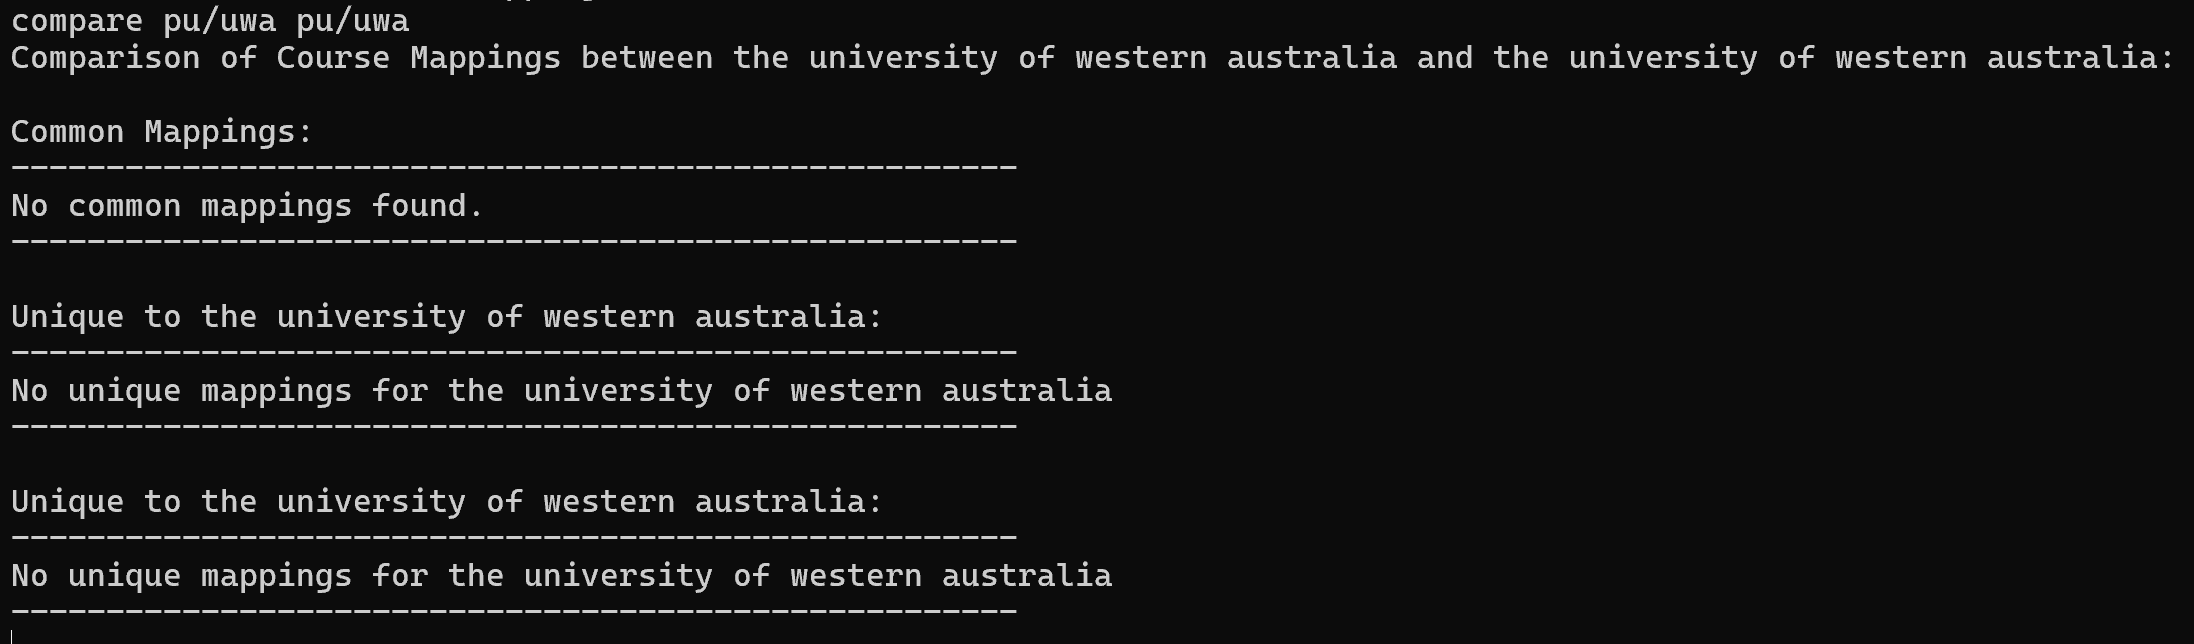 compare pu/uwa pu/uwa
Comparison of Course Mappings between the university of western australia and the university of western australia:
Common Mappings:
-----------------------------------------------------
No common mappings found.
-----------------------------------------------------
Unique to the university of western australia:
-----------------------------------------------------
No unique mappings for the university of western australia
-----------------------------------------------------
Unique to the university of western australia:
-----------------------------------------------------
No unique mappings for the university of western australia
-----------------------------------------------------